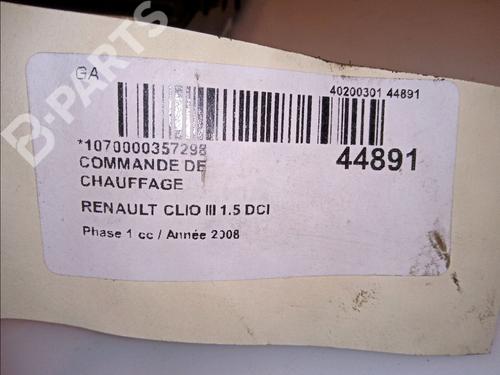 GA
40200301 44891
*1070000357298
44891
COMMANDE DE
CHAUFFAGE
RENAULT CLIO III 1.5 DCI
Phase 1 cc / Année 2008
B-PARTS